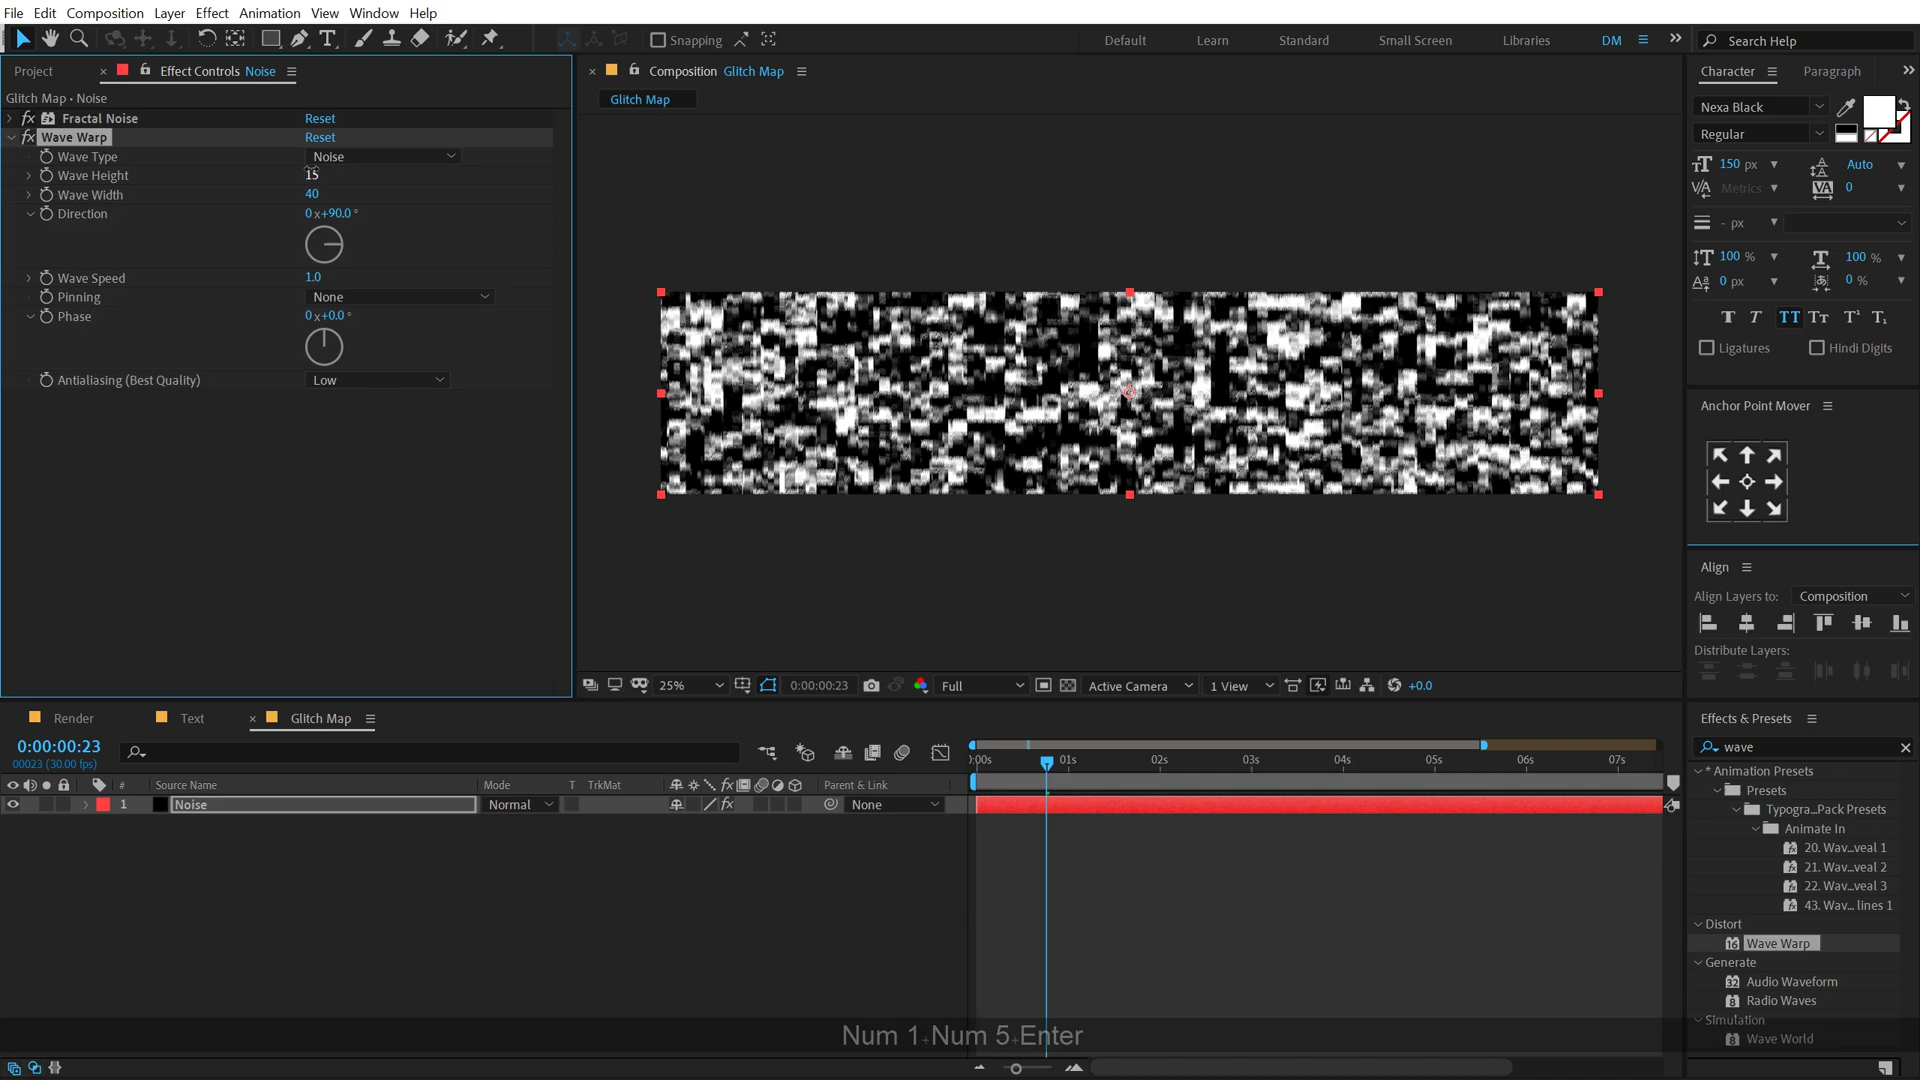 File Edit Composition Layer Effect Animation View Window Help
Snapping Default Learn Standard Small Screen Libraries DM Search Help
Project Effect Controls Noise
Glitch Map • Noise
Fractal Noise Reset
Wave Warp Reset
Wave Type Noise
Wave Height 15
Wave Width 40
Direction 0 x+90.0 °
Wave Speed 1.0
Pinning None
Phase 0 x+0.0 °
Antialiasing (Best Quality) Low
Composition Glitch Map
Glitch Map
25% 0:00:00:23 Full Active Camera 1 View +0.0
Character Paragraph
Nexa Black
Regular
150 px Auto
Metrics 0
- px
100 % 100 %
0 px 0 %
Ligatures Hindi Digits
Anchor Point Mover
Align
Align Layers to: Composition
Distribute Layers:
Render Text Glitch Map
0:00:00:23
00023 (30.00 fps)
# Source Name Mode T TrkMat Parent & Link
1 Noise Normal None
):00s 01s 02s 03s 04s 05s 06s 07s
Effects & Presets
wave
* Animation Presets
Presets
Typogra...Pack Presets
Animate In
20. Wav...veal 1
21. Wav...veal 2
22. Wav...veal 3
43. Wav... lines 1
Distort
Wave Warp
Generate
Audio Waveform
Radio Waves
Simulation
Wave World
Num 1+Num 5+Enter